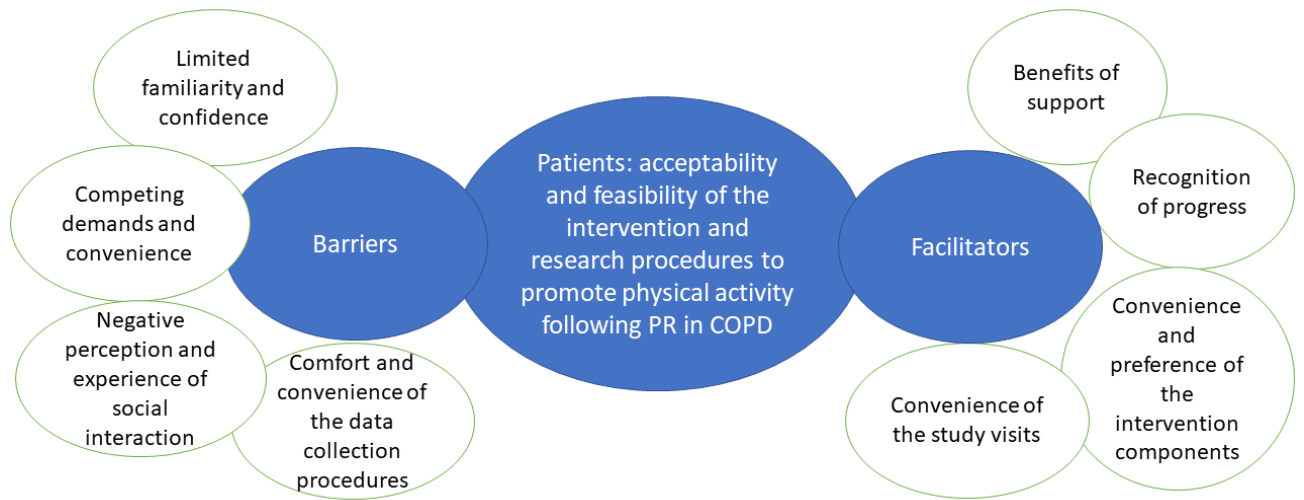 Limited
familiarity and
confidence
Competing
demands and
convenience
Negative
perception and
experience of
social
interaction
Comfort and
convenience of
the data
collection
procedures
Barriers
Patients: acceptability
and feasibility of the
intervention and
research procedures to
promote physical activity
following PR in COPD
Facilitators
Benefits of
support
Recognition
of progress
Convenience
and
preference of
the
intervention
components
Convenience of
the study visits